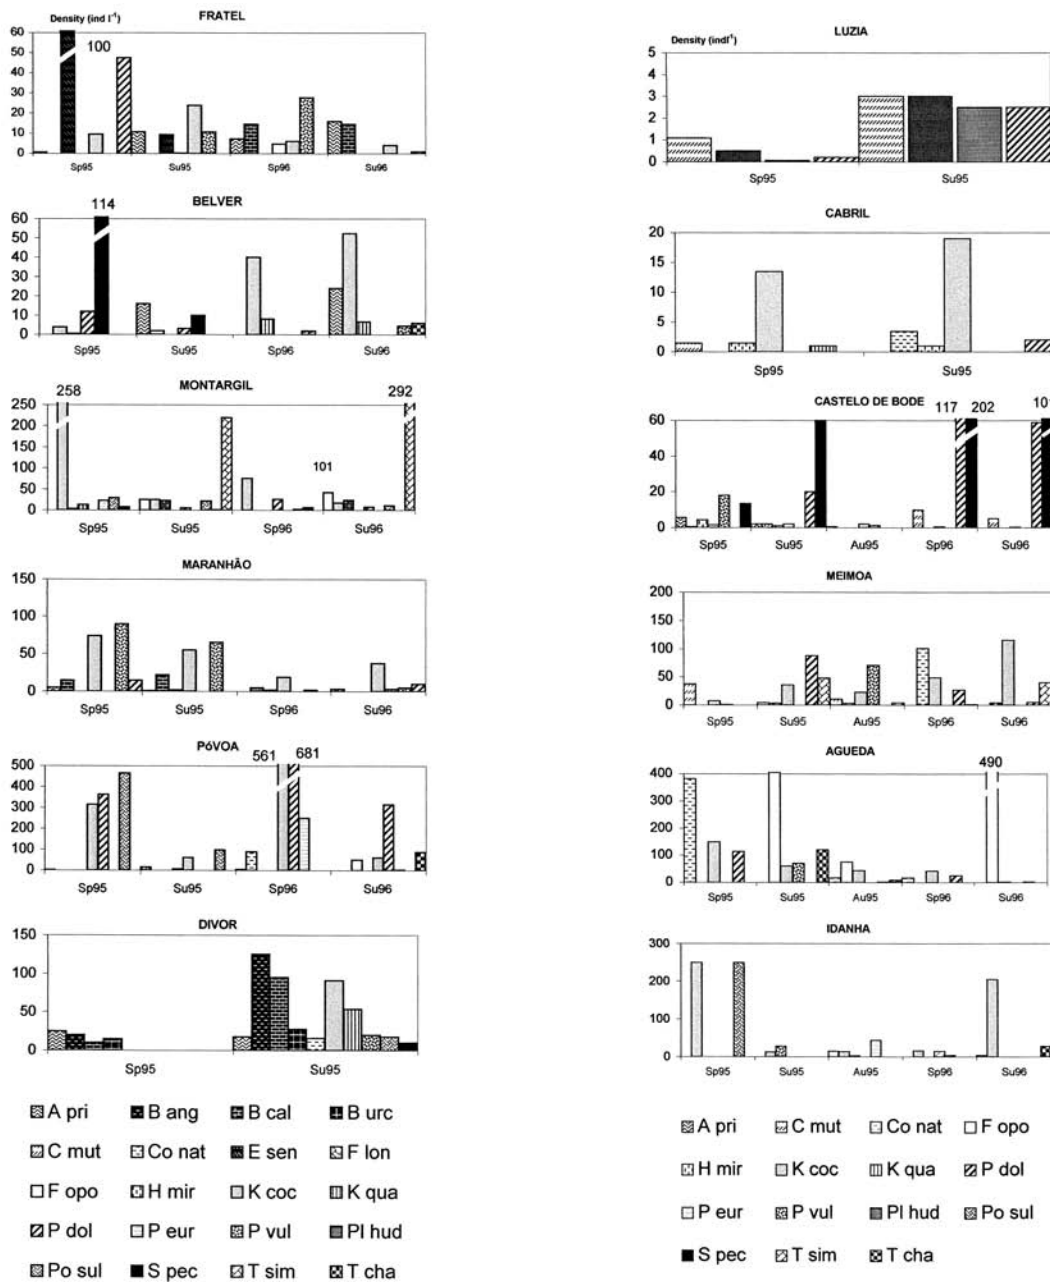 Density (ind l⁻¹)
FRATEL
60
50
40
30
20
10
0
100
Sp95 Su95 Sp96 Su96
BELVER
114
60
50
40
30
20
10
0
Sp95 Su95 Sp96 Su96
MONTARGIL
258
292
250
200
150
100
50
0
101
Sp95 Su95 Sp96 Su96
MARANHÃO
150
100
50
0
Sp95 Su95 Sp96 Su96
PóVOA
561 681
500
400
300
200
100
0
Sp95 Su95 Sp96 Su96
DIVOR
150
100
50
0
Sp95 Su95
A pri B ang B cal B urc
C mut Co nat E sen F lon
F opo H mir K coc K qua
P dol P eur P vul Pl hud
Po sul S pec T sim T cha
LUZIA
Density (indl⁻¹)
5
4
3
2
1
0
Sp95 Su95
CABRIL
20
15
10
5
0
Sp95 Su95
CASTELO DE BODE
117 202 101
60
40
20
0
Sp95 Su95 Au95 Sp96 Su96
MEIMOA
200
150
100
50
0
Sp95 Su95 Au95 Sp96 Su96
AGUEDA
490
400
300
200
100
0
Sp95 Su95 Au95 Sp96 Su96
IDANHA
300
200
100
0
Sp95 Su95 Au95 Sp96 Su96
A pri C mut Co nat F opo
H mir K coc K qua P dol
P eur P vul Pl hud Po sul
S pec T sim T cha